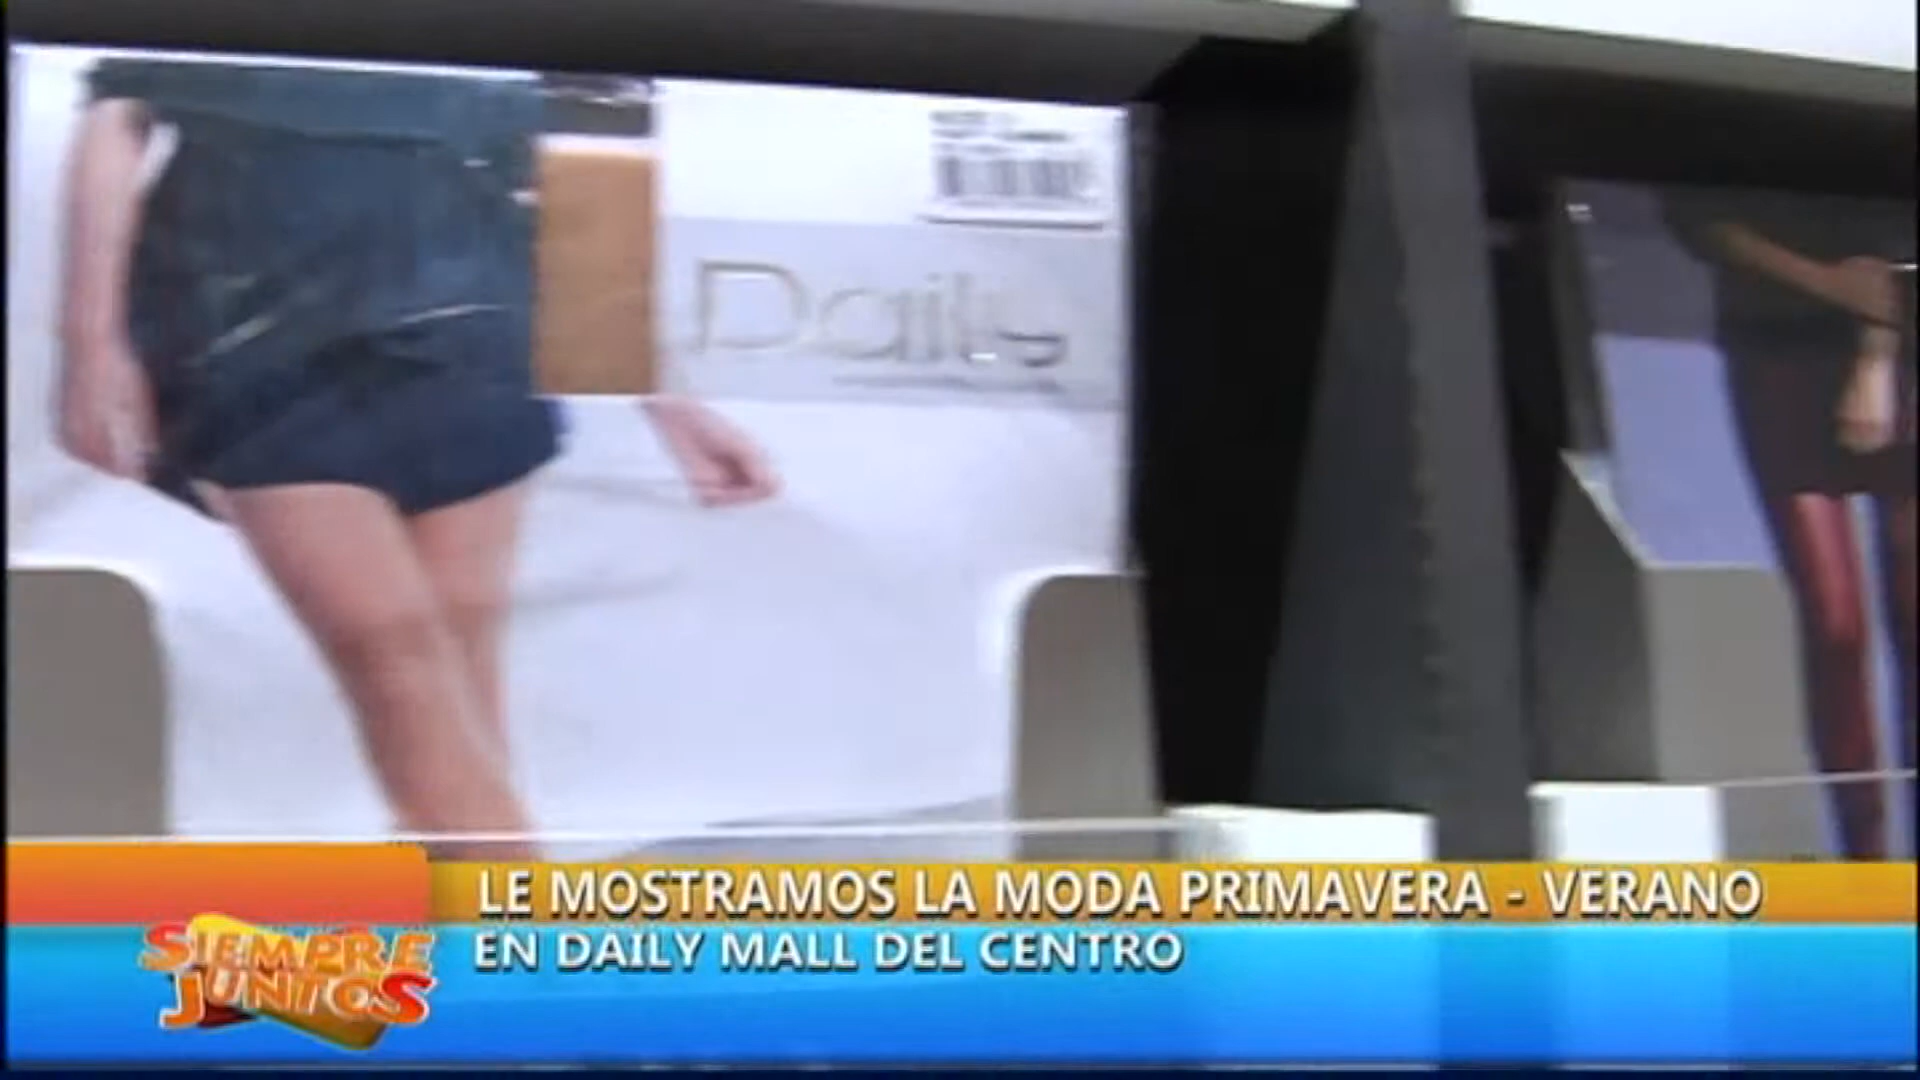 Daily
LE MOSTRAMOS LA MODA PRIMAVERA - VERANO
EN DAILY MALL DEL CENTRO
SIEMPRE
JUNTOS